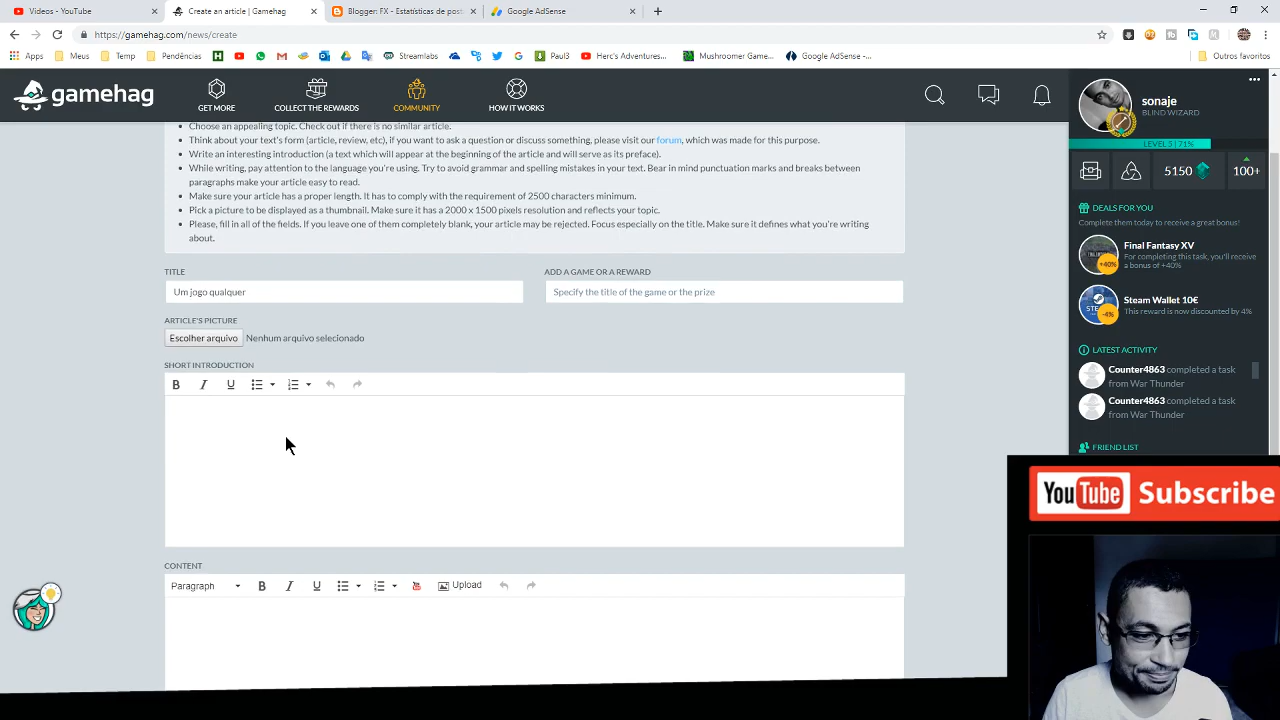 Videos - YouTube
Create an article | Gamehag
Blogger: FX - Estatísticas de post
Google AdSense
https://gamehag.com/news/create
Apps
Meus
Temp
Pendências
Streamlabs
Paul3
Herc's Adventures...
Mushroomer Game...
Google AdSense -...
Outros favoritos
gamehag
GET MORE
COLLECT THE REWARDS
COMMUNITY
HOW IT WORKS
sonaje
BLIND WIZARD
LEVEL 5 | 71%
5150
100+
Choose an appealing topic. Check out if there is no similar article.
Think about your text's form (article, review, etc), if you want to ask a question or discuss something, please visit our forum, which was made for this purpose.
Write an interesting introduction (a text which will appear at the beginning of the article and will serve as its preface).
While writing, pay attention to the language you're using. Try to avoid grammar and spelling mistakes in your text. Bear in mind punctuation marks and breaks between
paragraphs make your article easy to read.
Make sure your article has a proper length. It has to comply with the requirement of 2500 characters minimum.
Pick a picture to be displayed as a thumbnail. Make sure it has a 2000 x 1500 pixels resolution and reflects your topic.
Please, fill in all of the fields. If you leave one of them completely blank, your article may be rejected. Focus especially on the title. Make sure it defines what you're writing
about.
TITLE
Um jogo qualquer
ADD A GAME OR A REWARD
Specify the title of the game or the prize
ARTICLE'S PICTURE
Escolher arquivo
Nenhum arquivo selecionado
SHORT INTRODUCTION
B I U
CONTENT
Paragraph
B I U
Upload
DEALS FOR YOU
Complete them today to receive a great bonus!
Final Fantasy XV
For completing this task, you'll receive
a bonus of +40%
+40%
Steam Wallet 10€
This reward is now discounted by 4%
-4%
LATEST ACTIVITY
Counter4863 completed a task
from War Thunder
Counter4863 completed a task
from War Thunder
FRIEND LIST
YouTube Subscribe